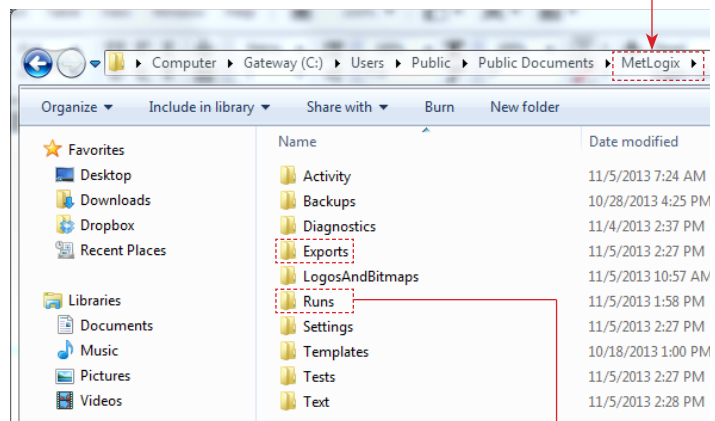 Computer Gateway (C:) Users Public Public Documents MetLogix
Organize Include in library Share with Burn New folder
Favorites Name Date modified
Desktop Activity 11/5/2013 7:24 AM
Downloads Backups 10/28/2013 4:25 PM
Dropbox Diagnostics 11/4/2013 2:37 PM
Recent Places Exports 11/5/2013 2:27 PM
LogosAndBitmaps 11/5/2013 10:57 AM
Libraries Runs 11/5/2013 1:58 PM
Documents Settings 11/5/2013 2:27 PM
Music Templates 10/18/2013 1:00 PM
Pictures Tests 11/5/2013 2:27 PM
Videos Text 11/5/2013 2:28 PM